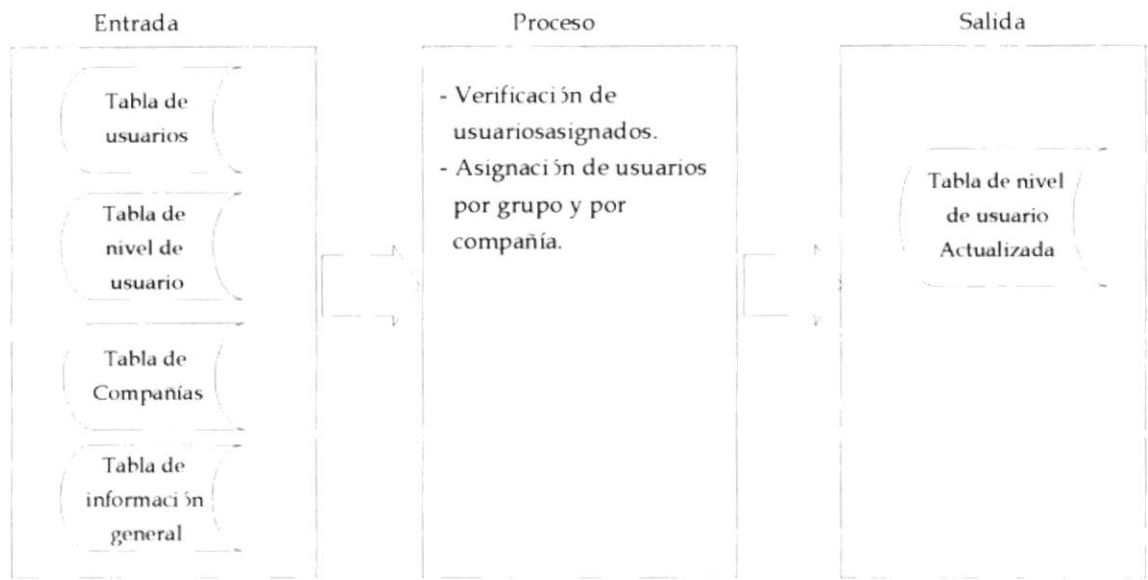 Entrada
Tabla de
usuarios
Tabla de
nivel de
usuario
Tabla de
Compañías
Tabla de
información
general
Proceso
- Verificación de
usuariosasignados.
- Asignación de usuarios
por grupo y por
compañía.
Salida
Tabla de nivel
de usuario
Actualizada